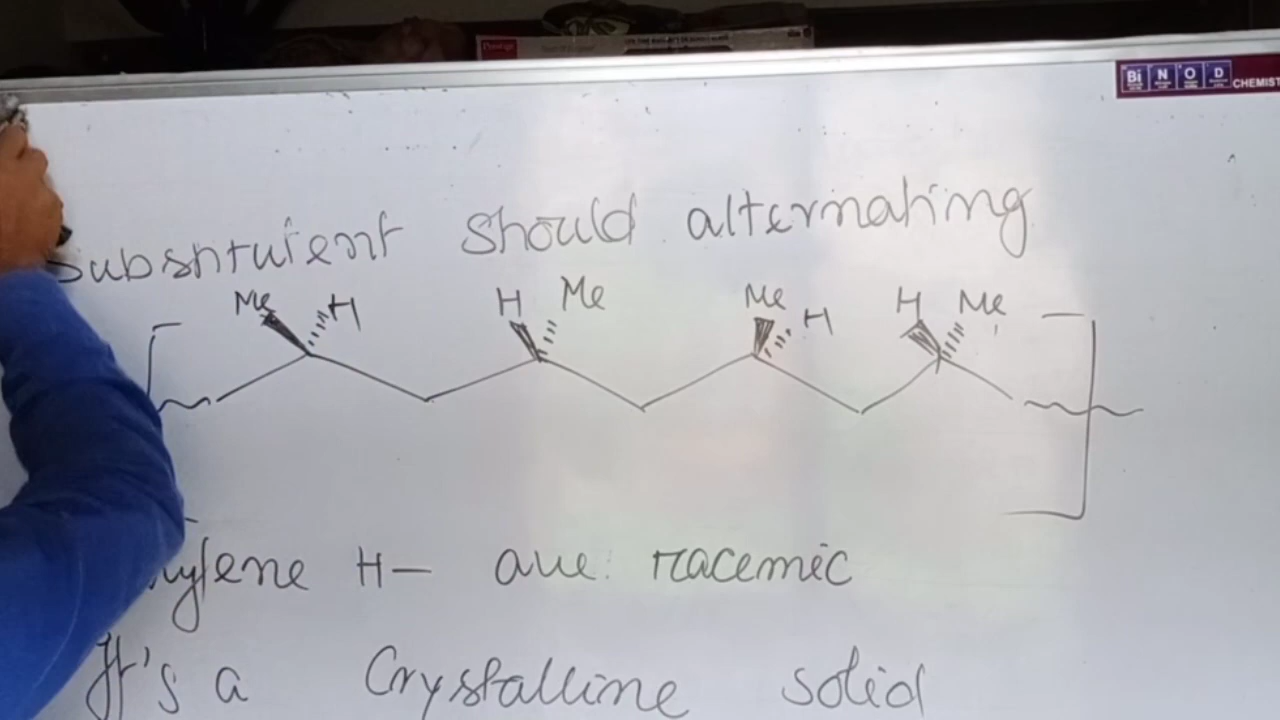 Bi N O D CHEMIST
Substituent should alternating
Me H H Me Me H H Me
ylene H- are racemic
It's a Crystalline solid